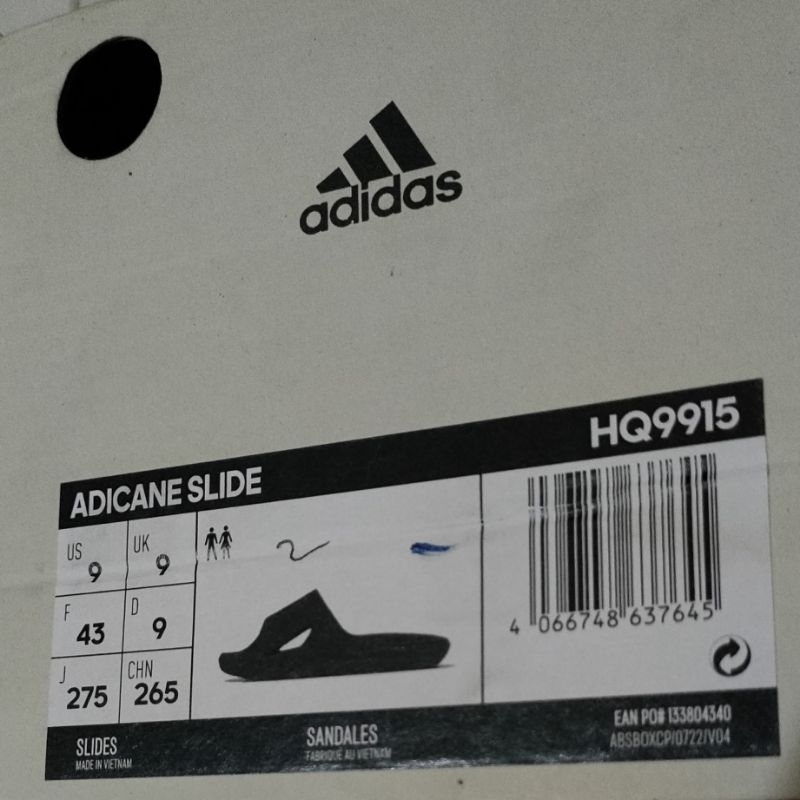 adidas
ADICANE SLIDE
HQ9915
US 9
UK 9
F 43
D 9
J 275
CHN 265
4 066748 637645
SLIDES
MADE IN VIETNAM
SANDALES
FABRIQUÉ AU VIETNAM
EAN PO# 133804340
ABSBOXCP/0722/V04